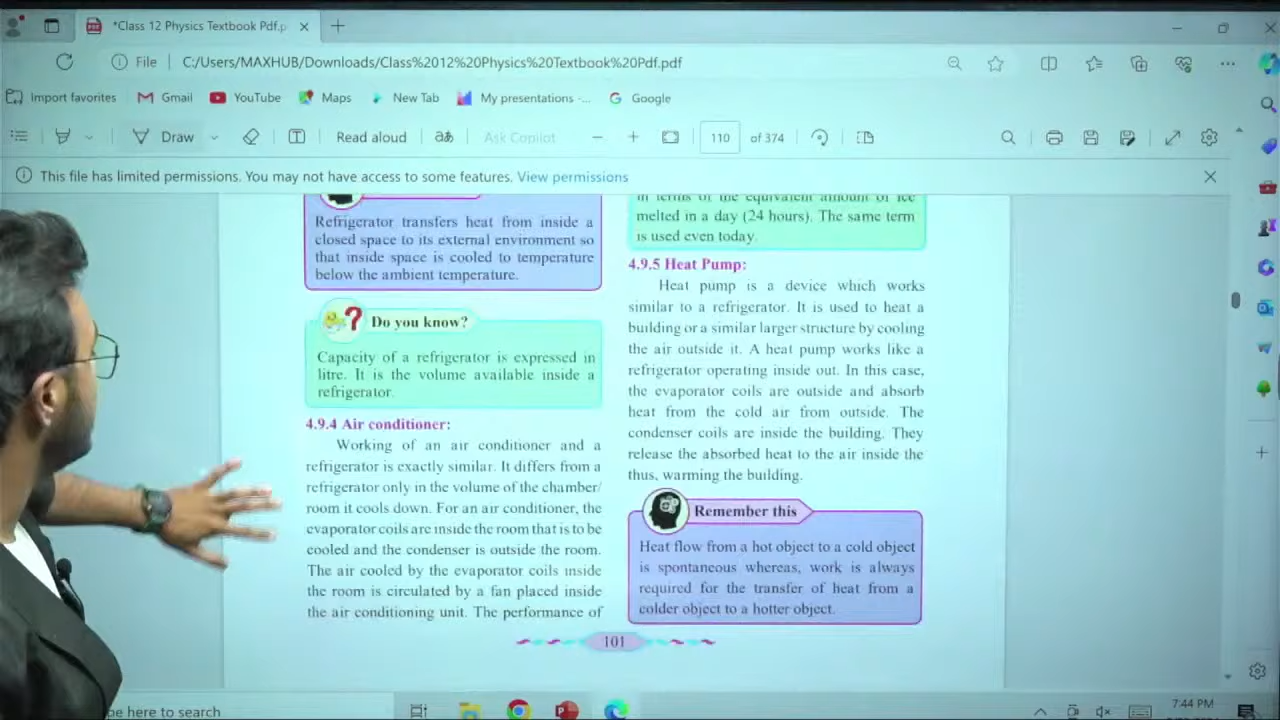 *Class 12 Physics Textbook Pdf.p
File
C:/Users/MAXHUB/Downloads/Class%2012%20Physics%20Textbook%20Pdf.pdf
Import favorites
Gmail
YouTube
Maps
New Tab
My presentations -...
Google
Draw
Read aloud
Ask Copilot
110 of 374
This file has limited permissions. You may not have access to some features. View permissions
Refrigerator transfers heat from inside a
closed space to its external environment so
that inside space is cooled to temperature
below the ambient temperature.
Do you know?
Capacity of a refrigerator is expressed in
litre. It is the volume available inside a
refrigerator.
4.9.4 Air conditioner:
Working of an air conditioner and a
refrigerator is exactly similar. It differs from a
refrigerator only in the volume of the chamber/
room it cools down. For an air conditioner, the
evaporator coils are inside the room that is to be
cooled and the condenser is outside the room.
The air cooled by the evaporator coils inside
the room is circulated by a fan placed inside
the air conditioning unit. The performance of
in terms of the equivalent amount of ice
melted in a day (24 hours). The same term
is used even today.
4.9.5 Heat Pump:
Heat pump is a device which works
similar to a refrigerator. It is used to heat a
building or a similar larger structure by cooling
the air outside it. A heat pump works like a
refrigerator operating inside out. In this case,
the evaporator coils are outside and absorb
heat from the cold air from outside. The
condenser coils are inside the building. They
release the absorbed heat to the air inside the
thus, warming the building.
Remember this
Heat flow from a hot object to a cold object
is spontaneous whereas, work is always
required for the transfer of heat from a
colder object to a hotter object.
101
pe here to search
7:44 PM